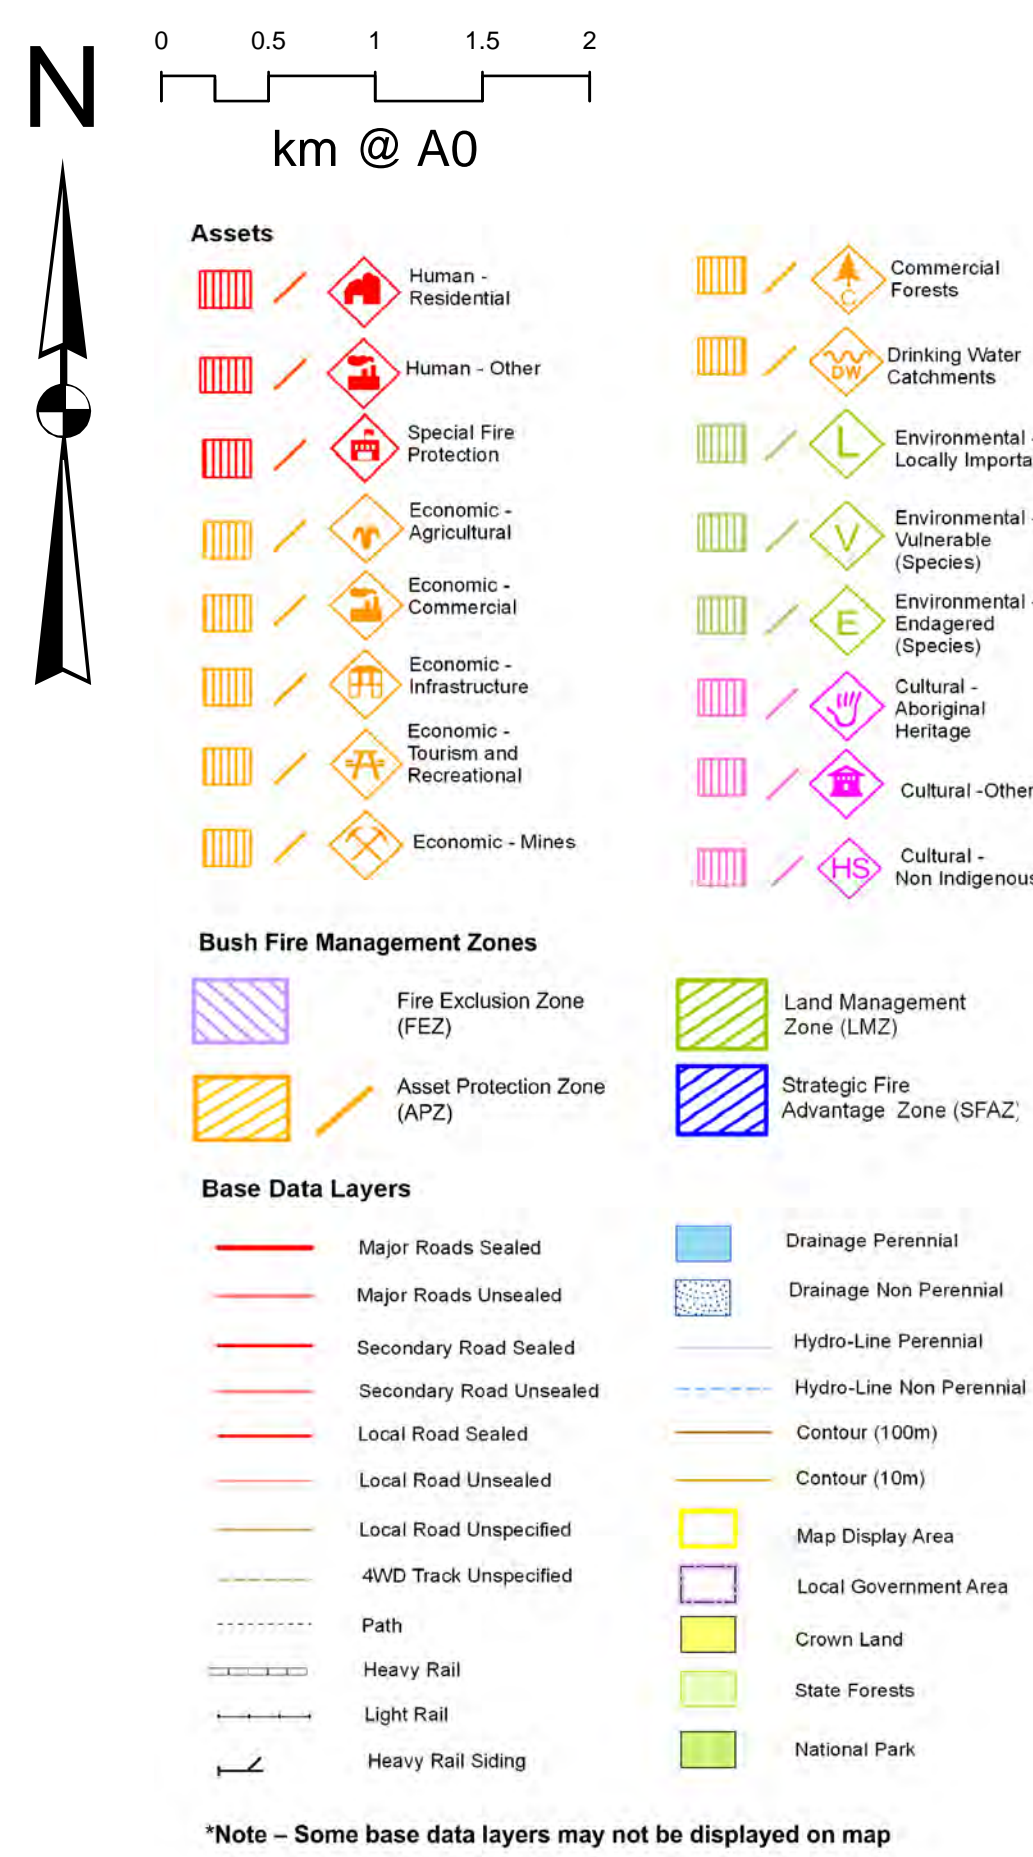 N
0 0.5 1 1.5 2
km @ A0
Assets
Human -
Residential
Human - Other
Special Fire
Protection
Economic -
Agricultural
Economic -
Commercial
Economic -
Infrastructure
Economic -
Tourism and
Recreational
Economic - Mines
C
Commercial
Forests
DW
Drinking Water
Catchments
L
Environmental -
Locally Importa
V
Environmental -
Vulnerable
(Species)
E
Environmental -
Endagered
(Species)
Cultural -
Aboriginal
Heritage
Cultural -Other
HS
Cultural -
Non Indigenous
Bush Fire Management Zones
Fire Exclusion Zone
(FEZ)
Asset Protection Zone
(APZ)
Land Management
Zone (LMZ)
Strategic Fire
Advantage Zone (SFAZ)
Base Data Layers
Major Roads Sealed
Major Roads Unsealed
Secondary Road Sealed
Secondary Road Unsealed
Local Road Sealed
Local Road Unsealed
Local Road Unspecified
4WD Track Unspecified
Path
Heavy Rail
Light Rail
Heavy Rail Siding
Drainage Perennial
Drainage Non Perennial
Hydro-Line Perennial
Hydro-Line Non Perennial
Contour (100m)
Contour (10m)
Map Display Area
Local Government Area
Crown Land
State Forests
National Park
*Note – Some base data layers may not be displayed on map